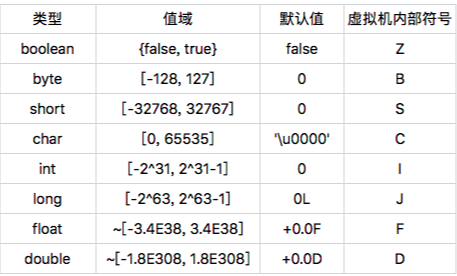 类型 值域 默认值 虚拟机内部符号
boolean {false, true} false Z
byte [-128, 127] 0 B
short [-32768, 32767] 0 S
char [0, 65535] '\u0000' C
int [-2^31, 2^31-1] 0 I
long [-2^63, 2^63-1] 0L J
float ~[-3.4E38, 3.4E38] +0.0F F
double ~[-1.8E308, 1.8E308] +0.0D D